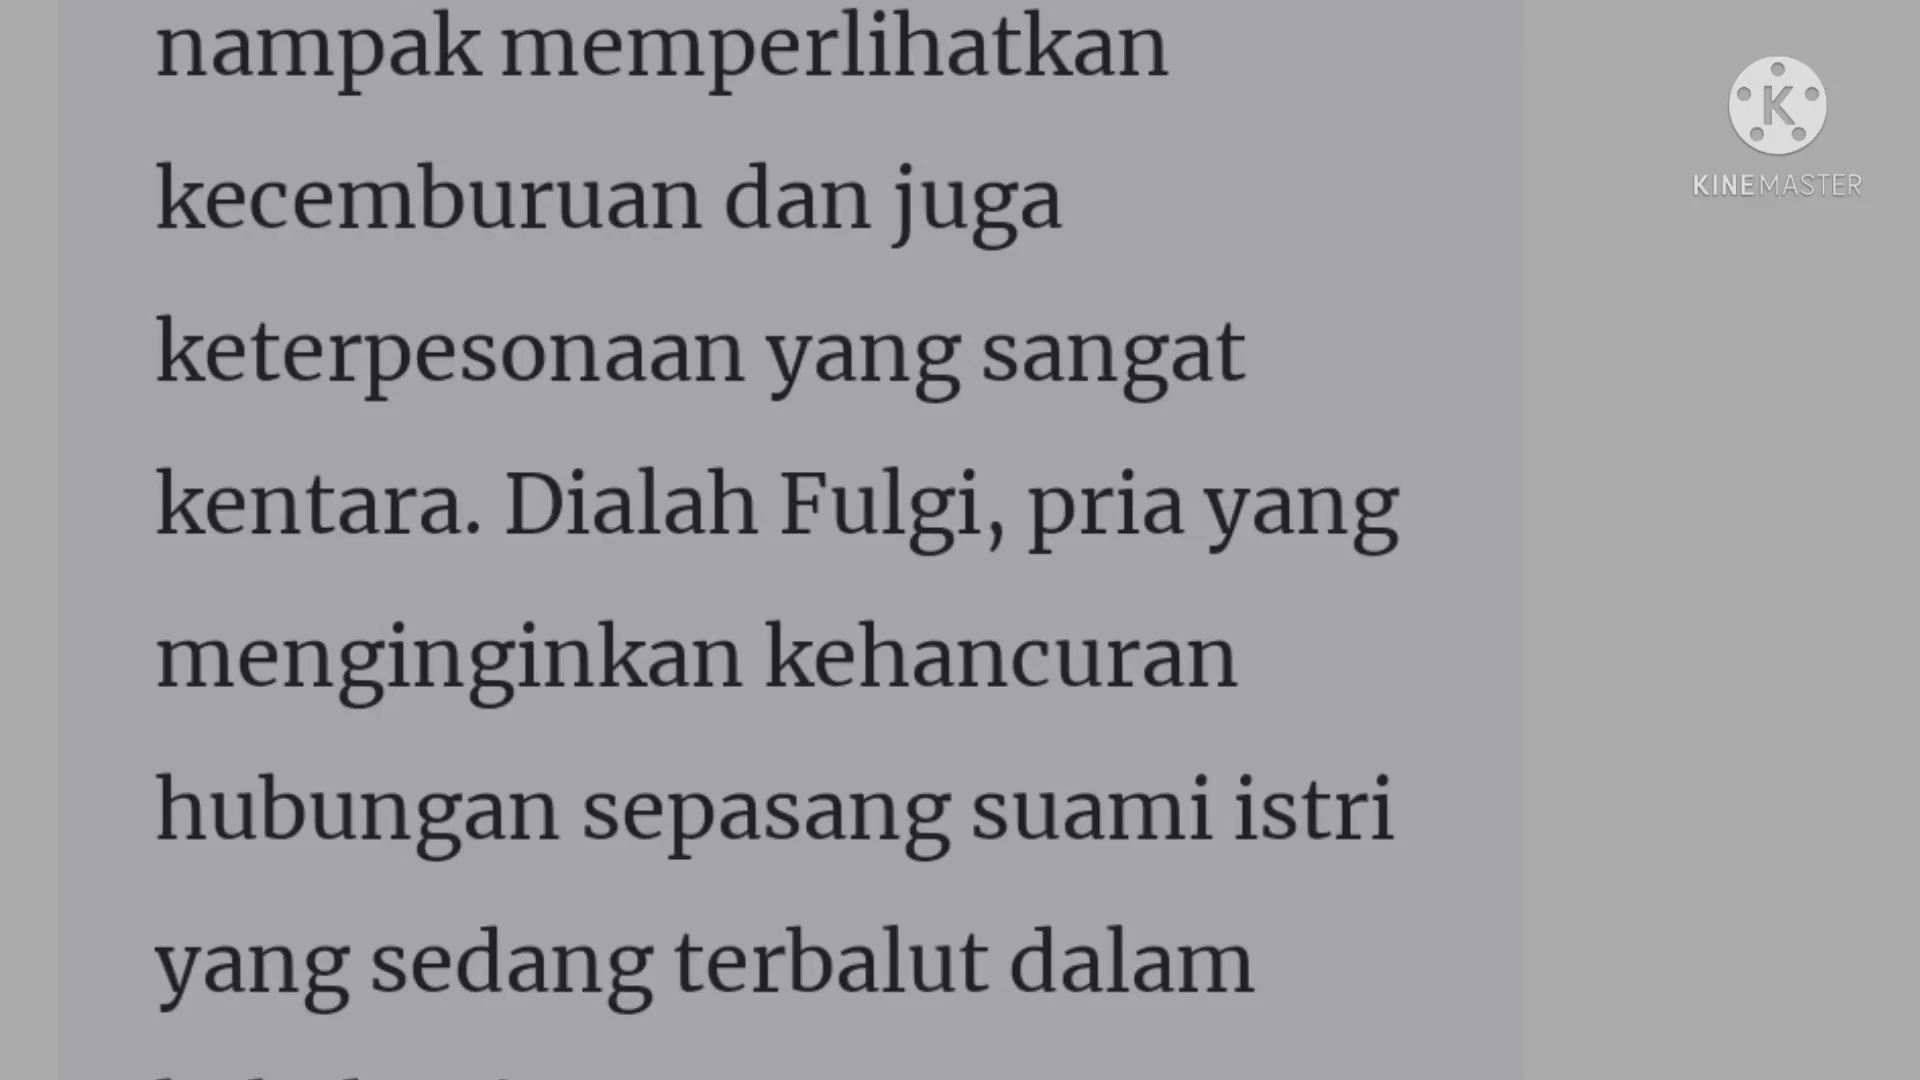 nampak memperlihatkan
kecemburuan dan juga
keterpesonaan yang sangat
kentara. Dialah Fulgi, pria yang
menginginkan kehancuran
hubungan sepasang suami istri
yang sedang terbalut dalam
KINEMASTER